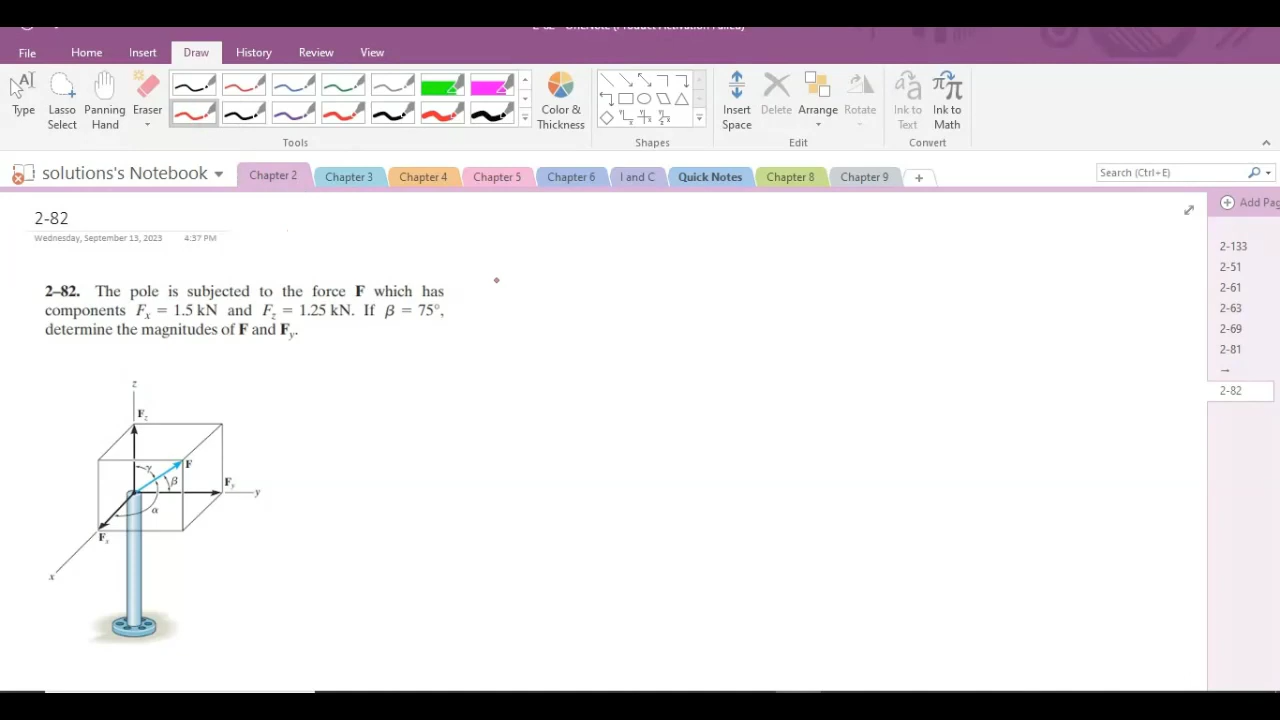 File Home Insert Draw History Review View
Type
Lasso Select
Panning Hand
Eraser
Color & Thickness
Insert Space
Delete
Arrange
Rotate
Ink to Text
Ink to Math
Tools Shapes Edit Convert
solutions's Notebook Chapter 2 Chapter 3 Chapter 4 Chapter 5 Chapter 6 I and C Quick Notes Chapter 8 Chapter 9 +
Search (Ctrl+E)
Add Pag
2-82
Wednesday, September 13, 2023 4:37 PM
2–82. The pole is subjected to the force F which has
components Fx = 1.5 kN and Fz = 1.25 kN. If β = 75°,
determine the magnitudes of F and Fy.
z
Fz
F
γ
β
Fy
y
α
Fx
x
2-133
2-51
2-61
2-63
2-69
2-81
→
2-82